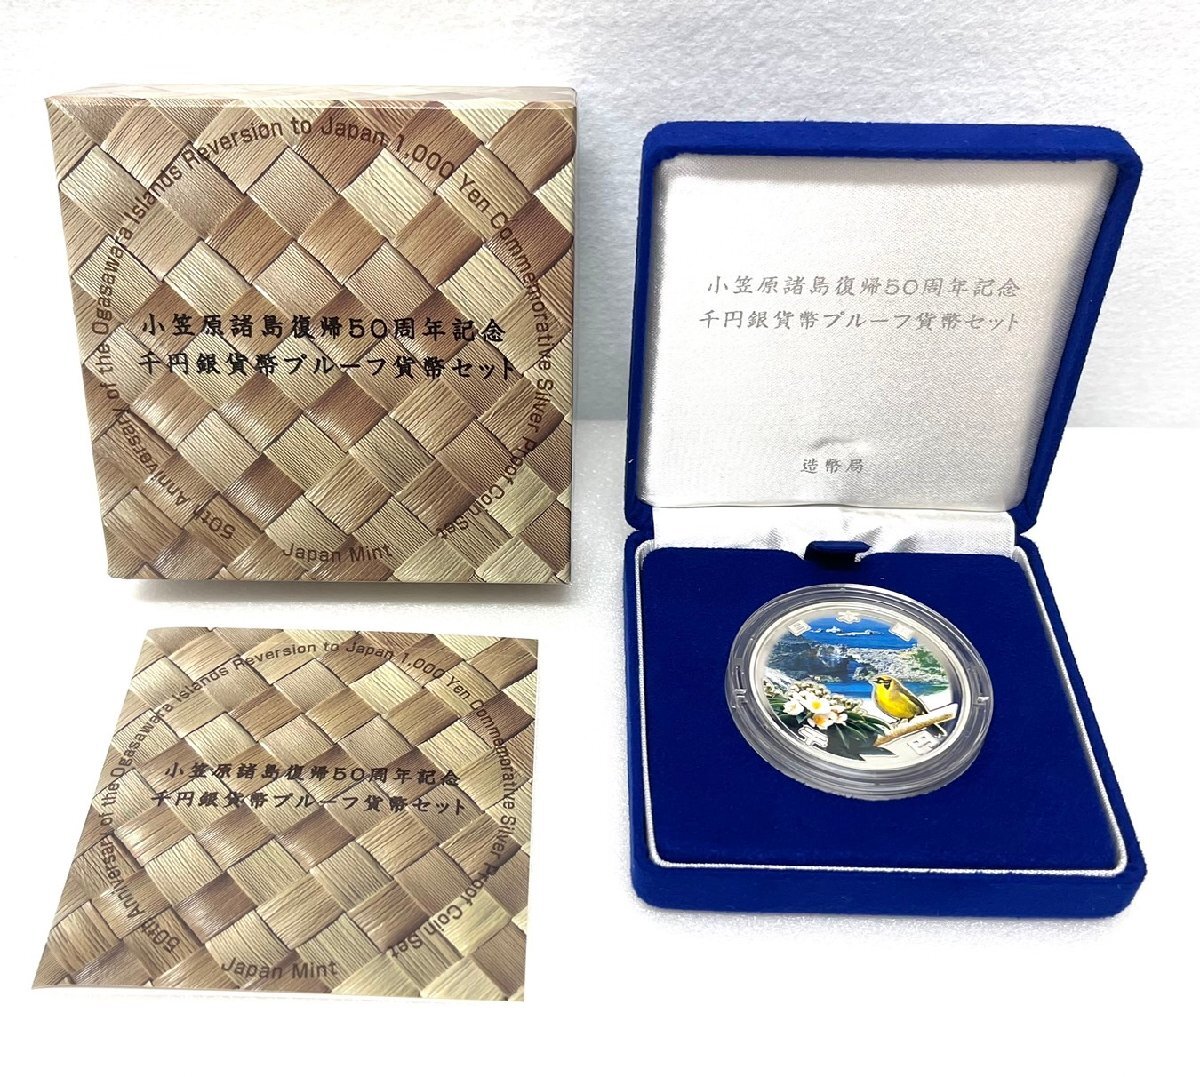 50th Anniversary of the Ogasawara Islands Reversion to Japan 1,000 Yen Commemorative Silver Proof Coin Set
小笠原諸島復帰50周年記念
千円銀貨幣プルーフ貨幣セット
Japan Mint
小笠原諸島復帰50周年記念
千円銀貨幣プルーフ貨幣セット
造幣局
日本国
50th Anniversary of the Ogasawara Islands Reversion to Japan 1,000 Yen Commemorative Silver Proof Coin Set
小笠原諸島復帰50周年記念
千円銀貨幣プルーフ貨幣セット
Japan Mint